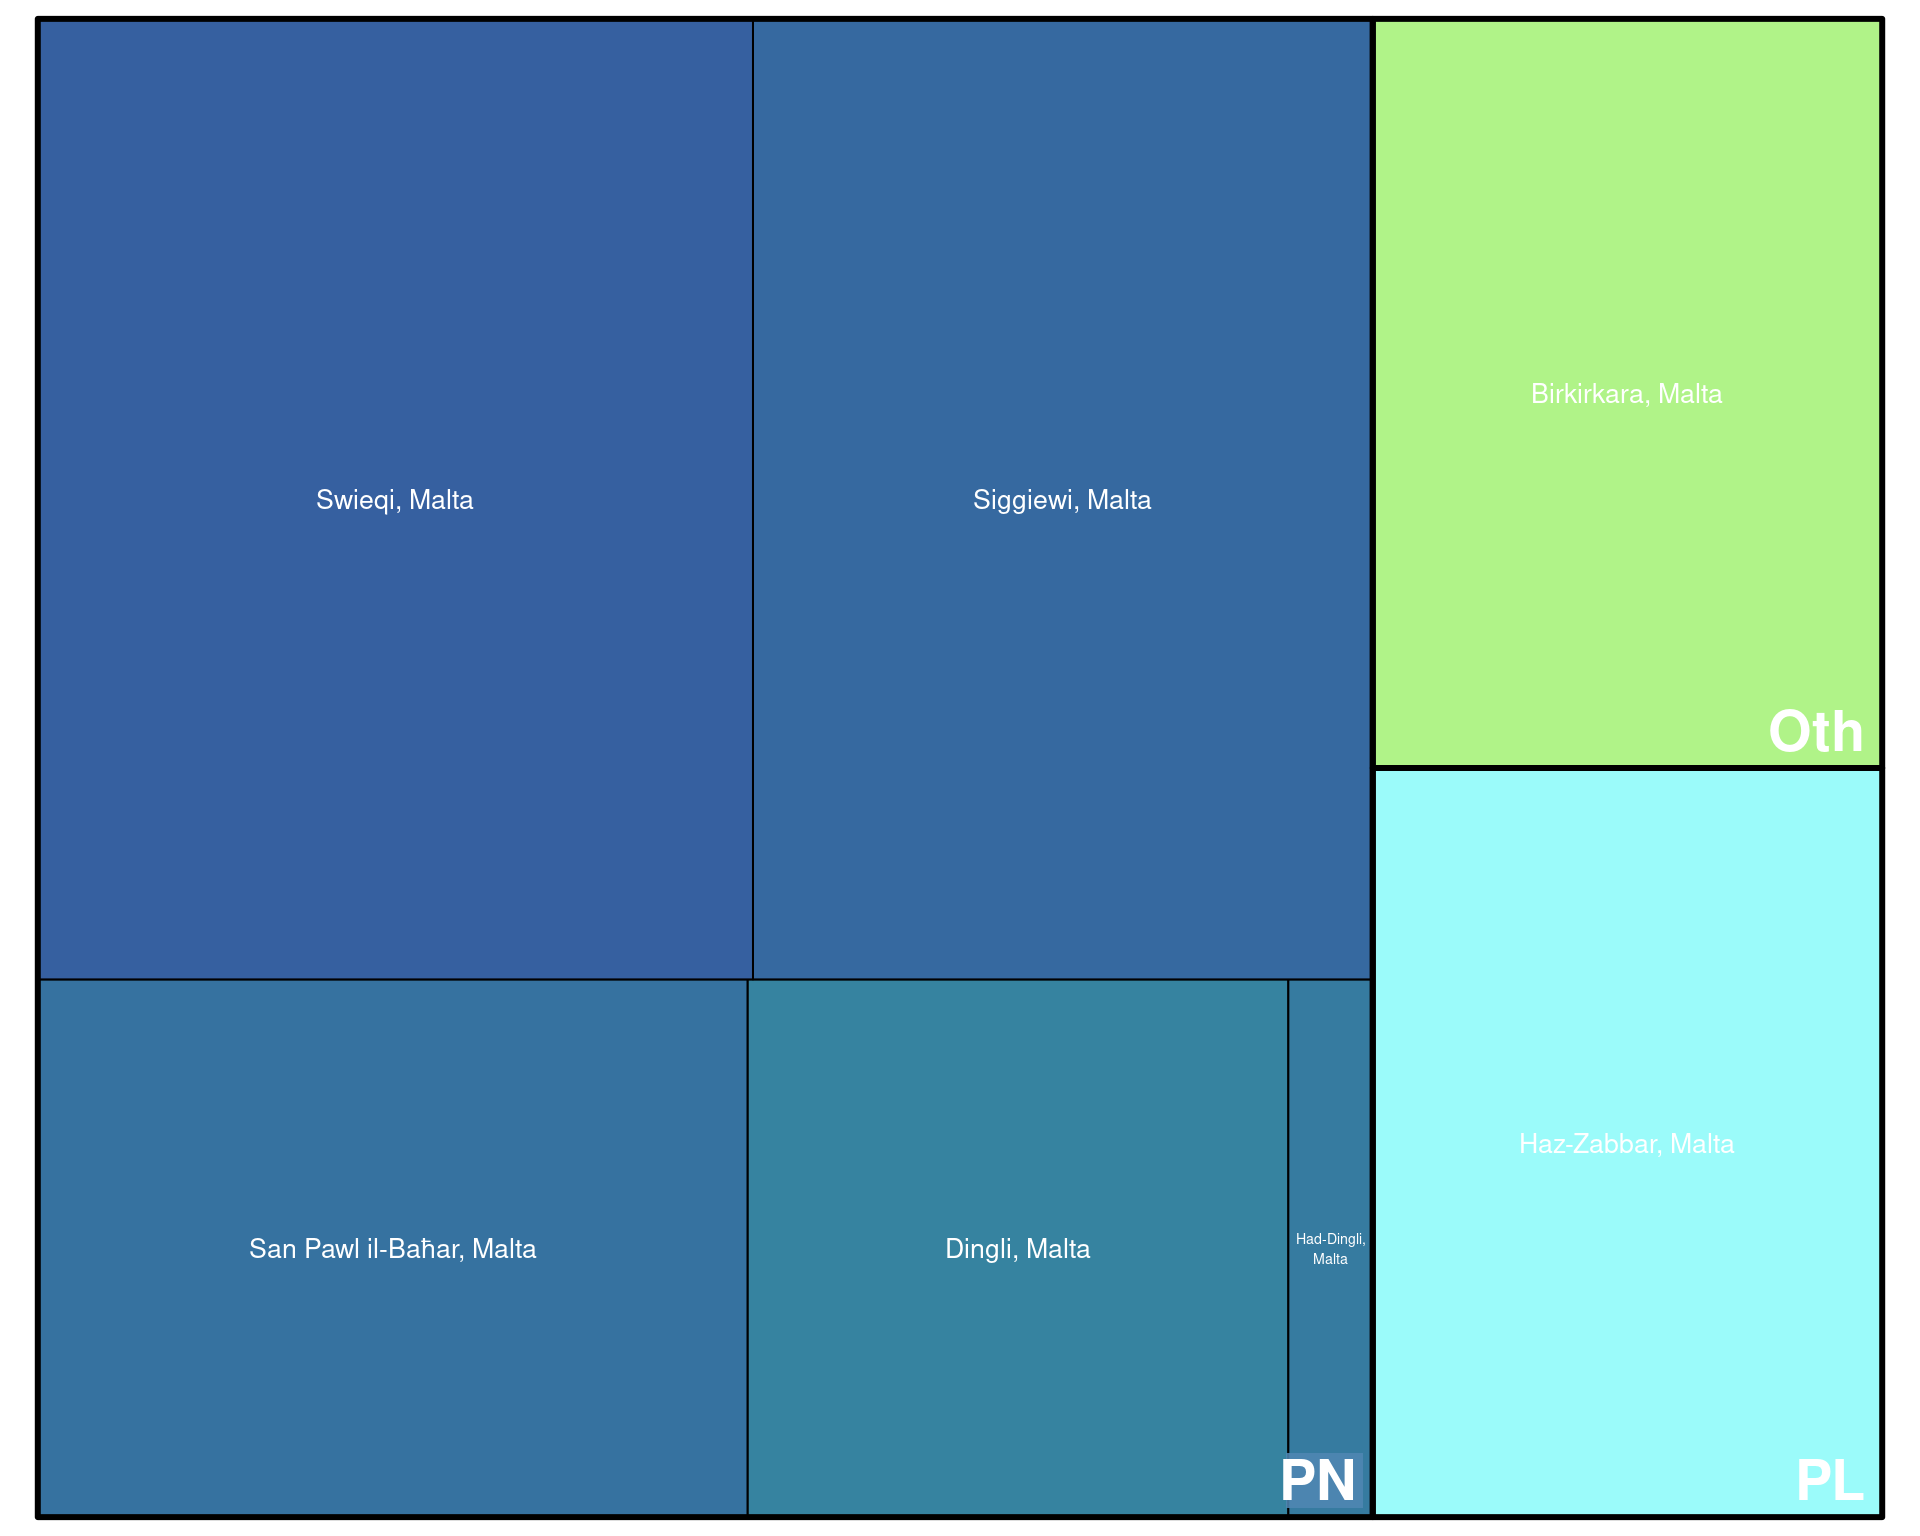 Swieqi, Malta
Siggiewi, Malta
Birkirkara, Malta
Oth
San Pawl il-Baħar, Malta
Dingli, Malta
Had-Dingli,
Malta
PN
Haz-Zabbar, Malta
PL